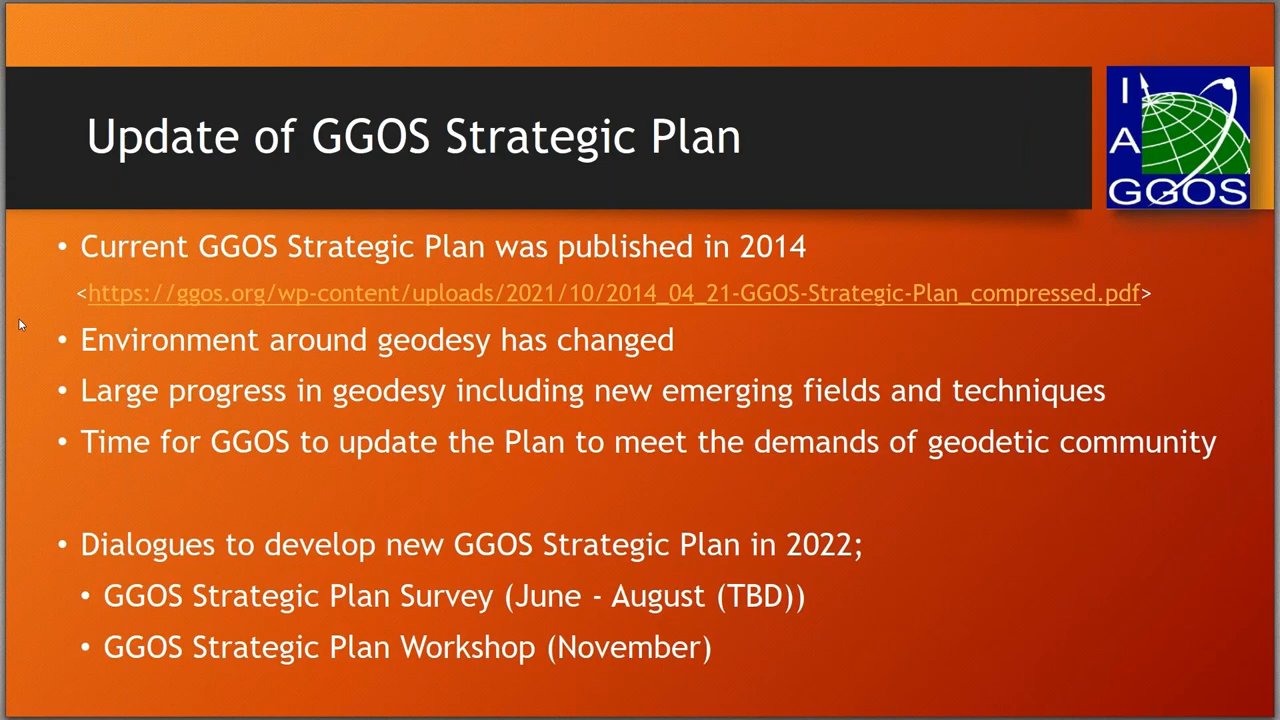 Update of GGOS Strategic Plan
I
A
GGOS
• Current GGOS Strategic Plan was published in 2014
<https://ggos.org/wp-content/uploads/2021/10/2014_04_21-GGOS-Strategic-Plan_compressed.pdf>
• Environment around geodesy has changed
• Large progress in geodesy including new emerging fields and techniques
• Time for GGOS to update the Plan to meet the demands of geodetic community
• Dialogues to develop new GGOS Strategic Plan in 2022;
• GGOS Strategic Plan Survey (June - August (TBD))
• GGOS Strategic Plan Workshop (November)